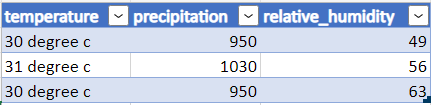 temperature precipitation relative_humidity
30 degree c 950 49
31 degree c 1030 56
30 degree c 950 63